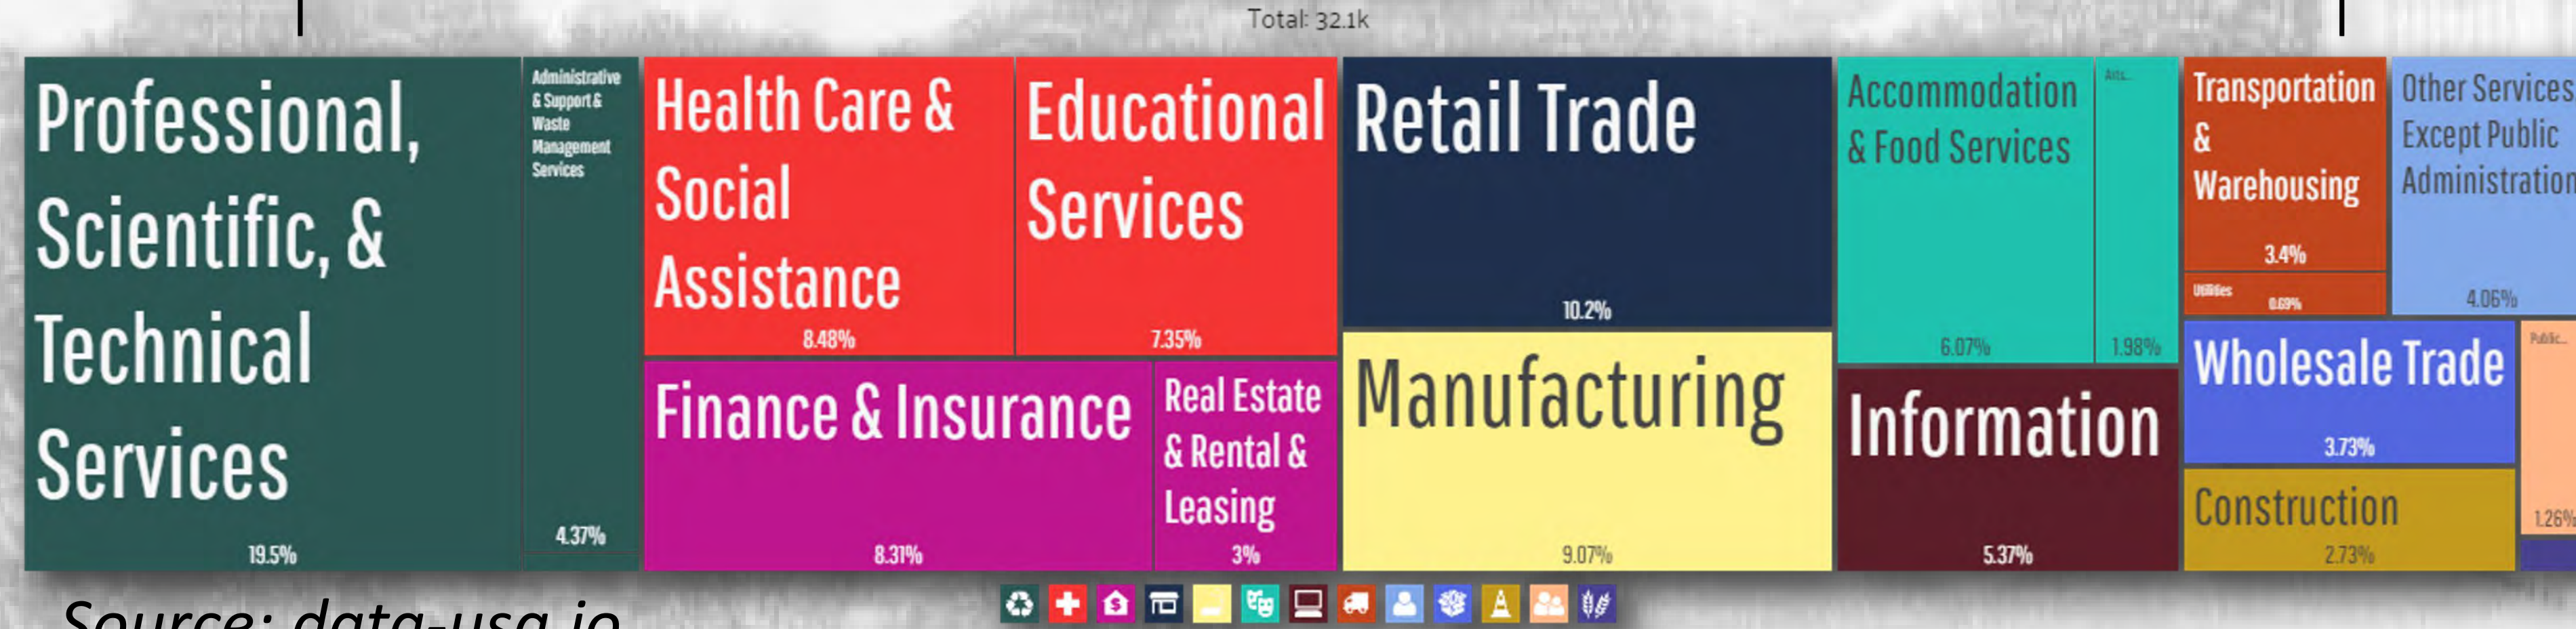 Total: 32.1k
Professional,
Scientific, &
Technical
Services
19.5%
Administrative
& Support &
Waste
Management
Services
4.37%
Health Care &
Social
Assistance
8.48%
Educational
Services
7.35%
Finance & Insurance
8.31%
Real Estate
& Rental &
Leasing
3%
Retail Trade
10.2%
Manufacturing
9.07%
Accommodation
& Food Services
6.07%
Arts...
1.98%
Information
5.37%
Transportation
&
Warehousing
3.4%
Utilities
0.69%
Other Services
Except Public
Administration
4.06%
Wholesale Trade
3.73%
Public...
1.26%
Construction
2.73%
Source: data-usa.io